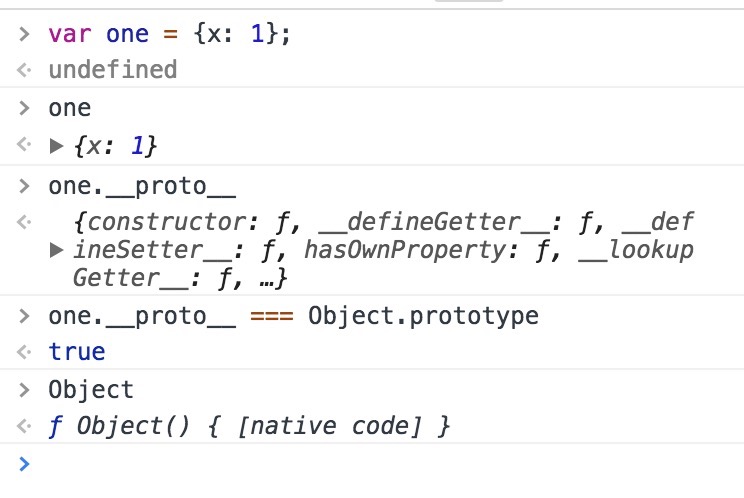 > var one = {x: 1};
<· undefined
> one
<· ▶ {x: 1}
> one.__proto__
<· {constructor: ƒ, __defineGetter__: ƒ, __def
▶ ineSetter__: ƒ, hasOwnProperty: ƒ, __lookup
Getter__: ƒ, …}
> one.__proto__ === Object.prototype
<· true
> Object
<· ƒ Object() { [native code] }
>